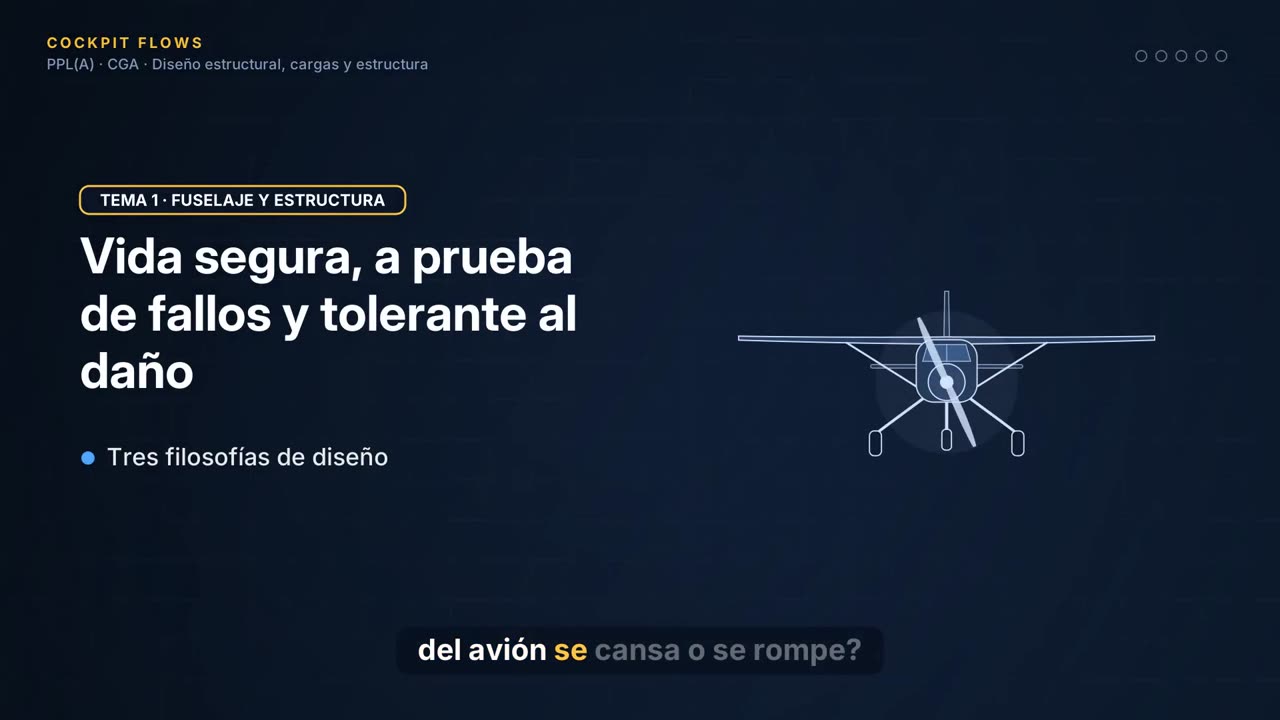 COCKPIT FLOWS
PPL(A) · CGA · Diseño estructural, cargas y estructura
TEMA 1 · FUSELAJE Y ESTRUCTURA
Vida segura, a prueba
de fallos y tolerante al
daño
Tres filosofías de diseño
del avión se cansa o se rompe?